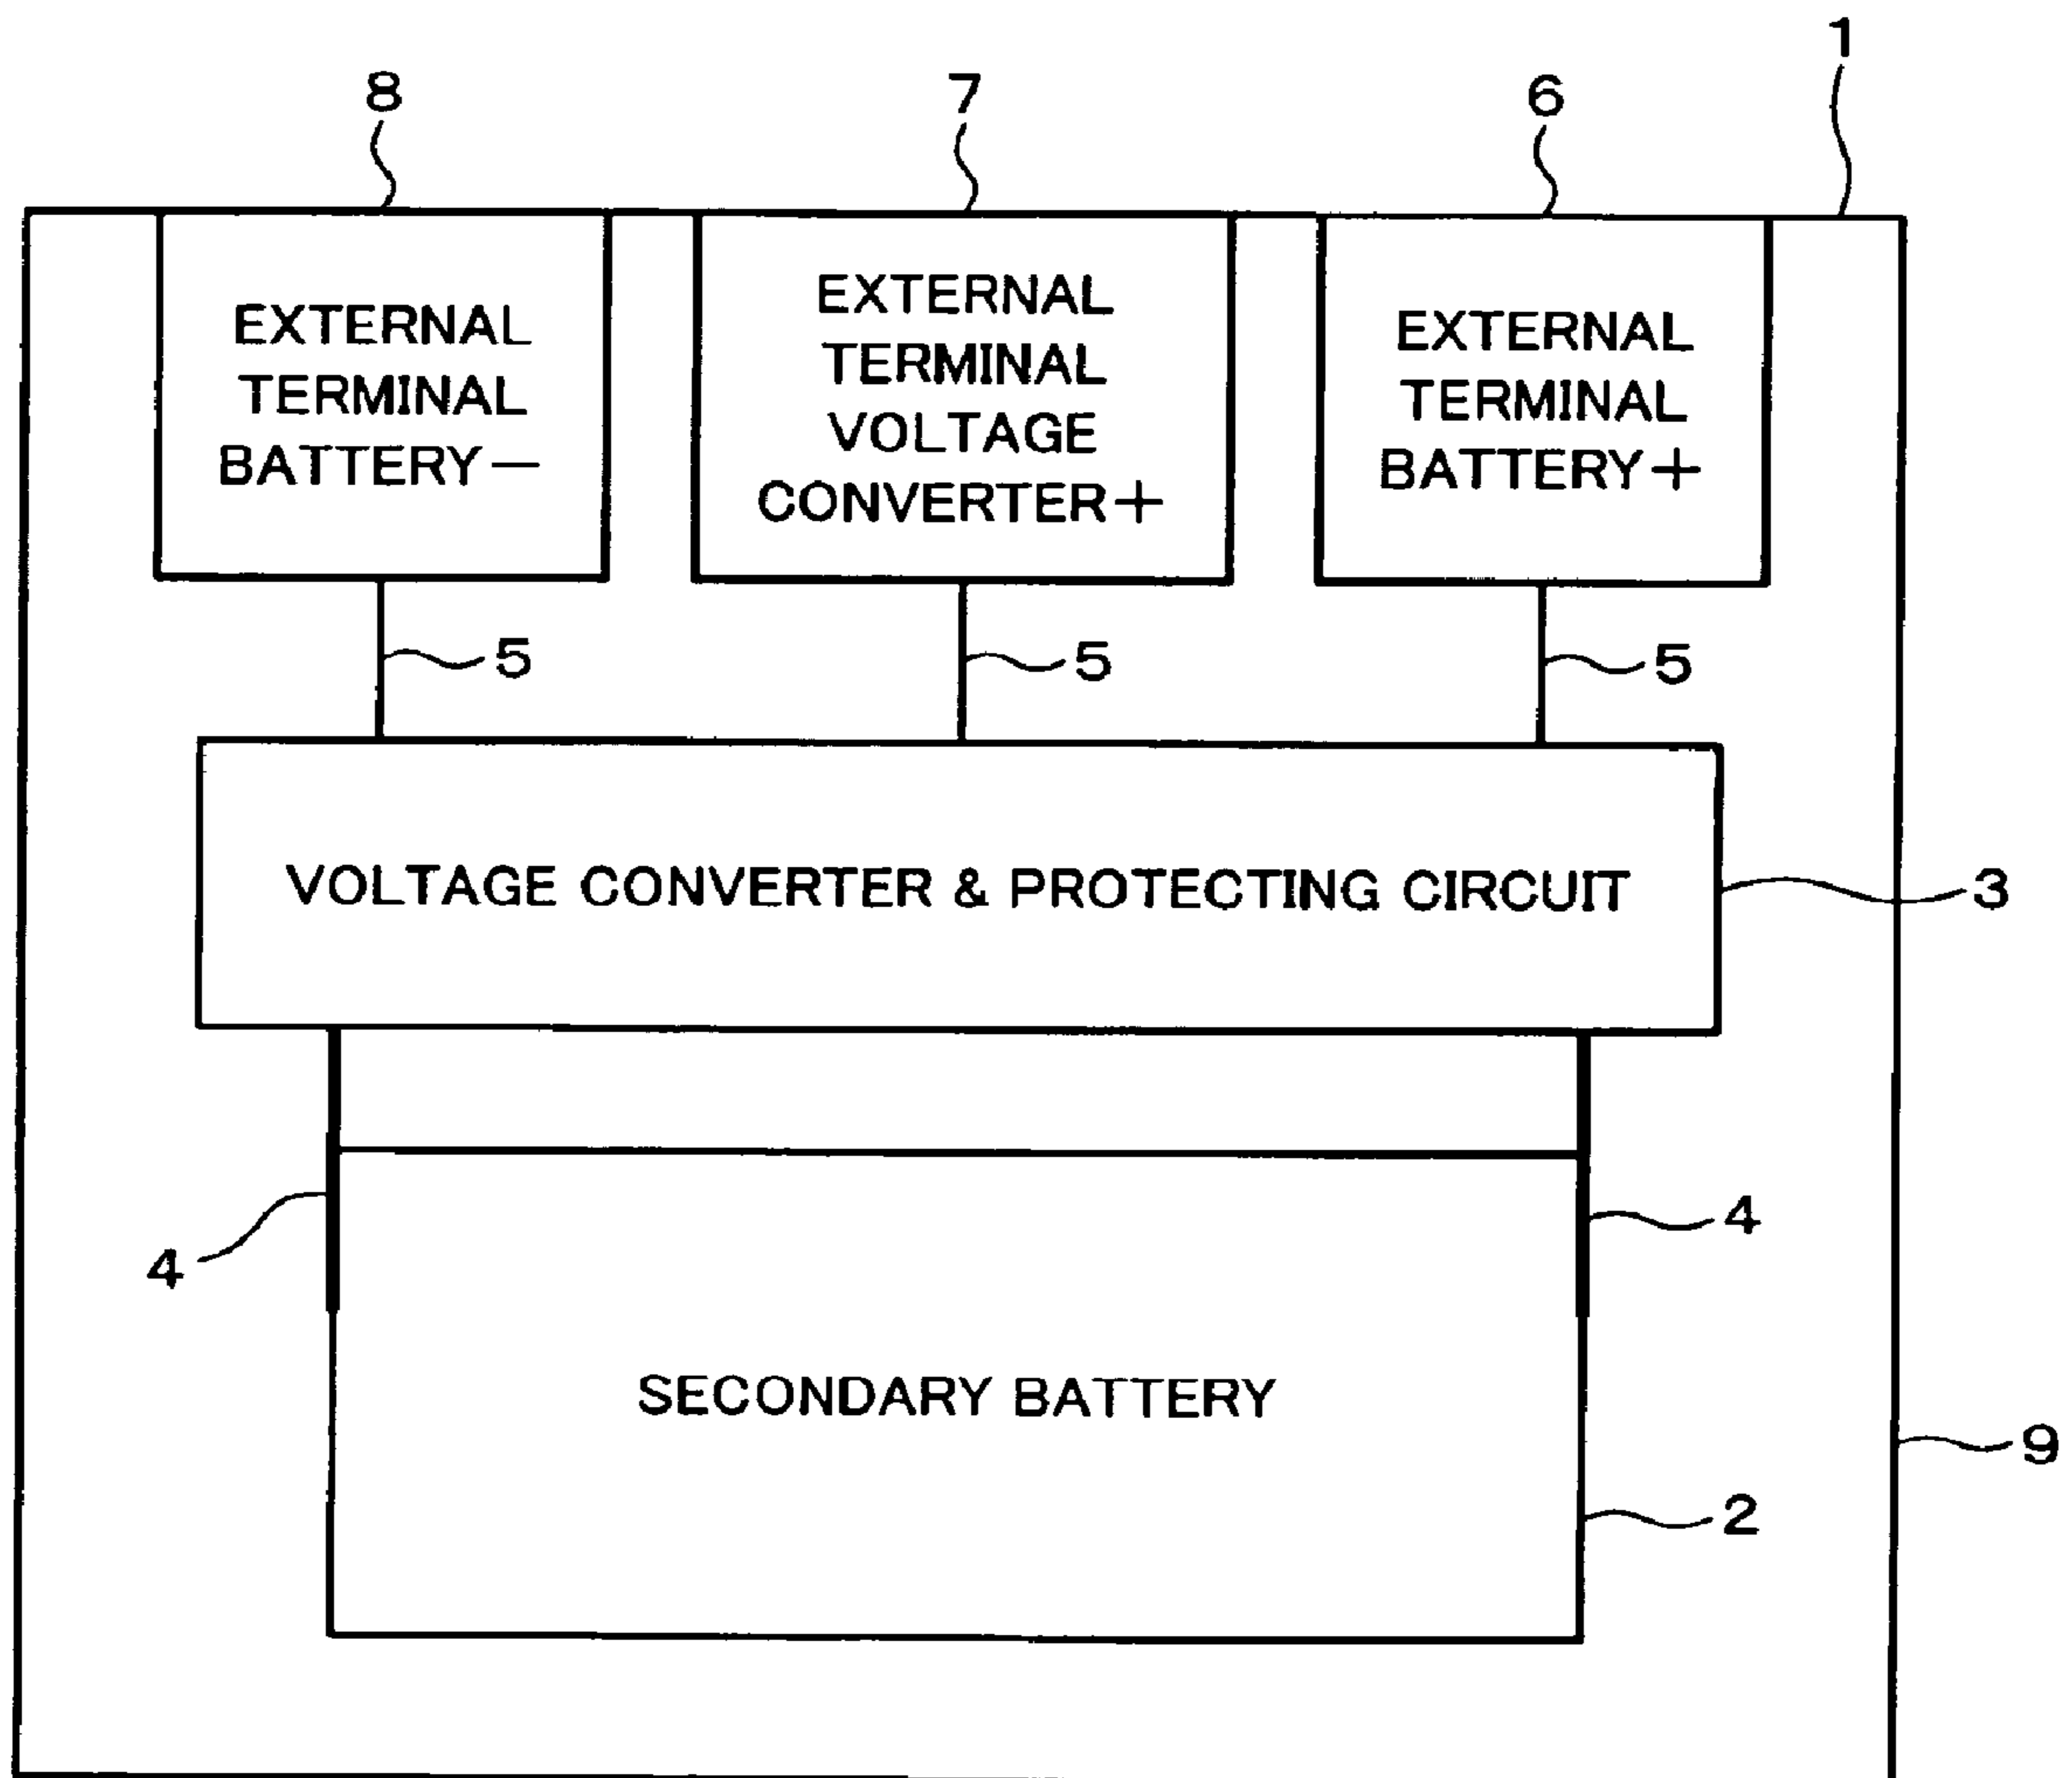 1
8
7
6
EXTERNAL
TERMINAL
BATTERY−
EXTERNAL
TERMINAL
VOLTAGE
CONVERTER+
EXTERNAL
TERMINAL
BATTERY+
5
5
5
VOLTAGE CONVERTER & PROTECTING CIRCUIT
3
4
4
SECONDARY BATTERY
9
2